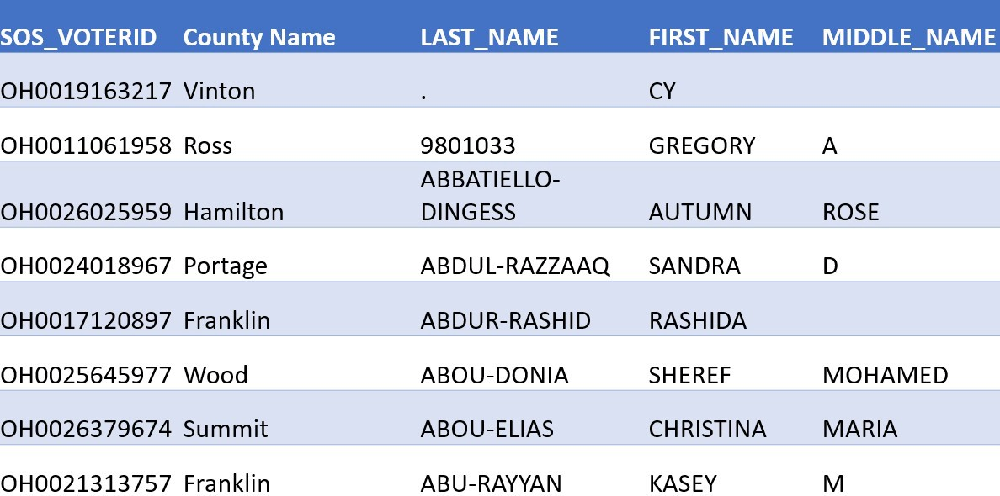 SOS_VOTERID County Name LAST_NAME FIRST_NAME MIDDLE_NAME
OH0019163217 Vinton . CY
OH0011061958 Ross 9801033 GREGORY A
ABBATIELLO-
OH0026025959 Hamilton DINGESS AUTUMN ROSE
OH0024018967 Portage ABDUL-RAZZAAQ SANDRA D
OH0017120897 Franklin ABDUR-RASHID RASHIDA
OH0025645977 Wood ABOU-DONIA SHEREF MOHAMED
OH0026379674 Summit ABOU-ELIAS CHRISTINA MARIA
OH0021313757 Franklin ABU-RAYYAN KASEY M